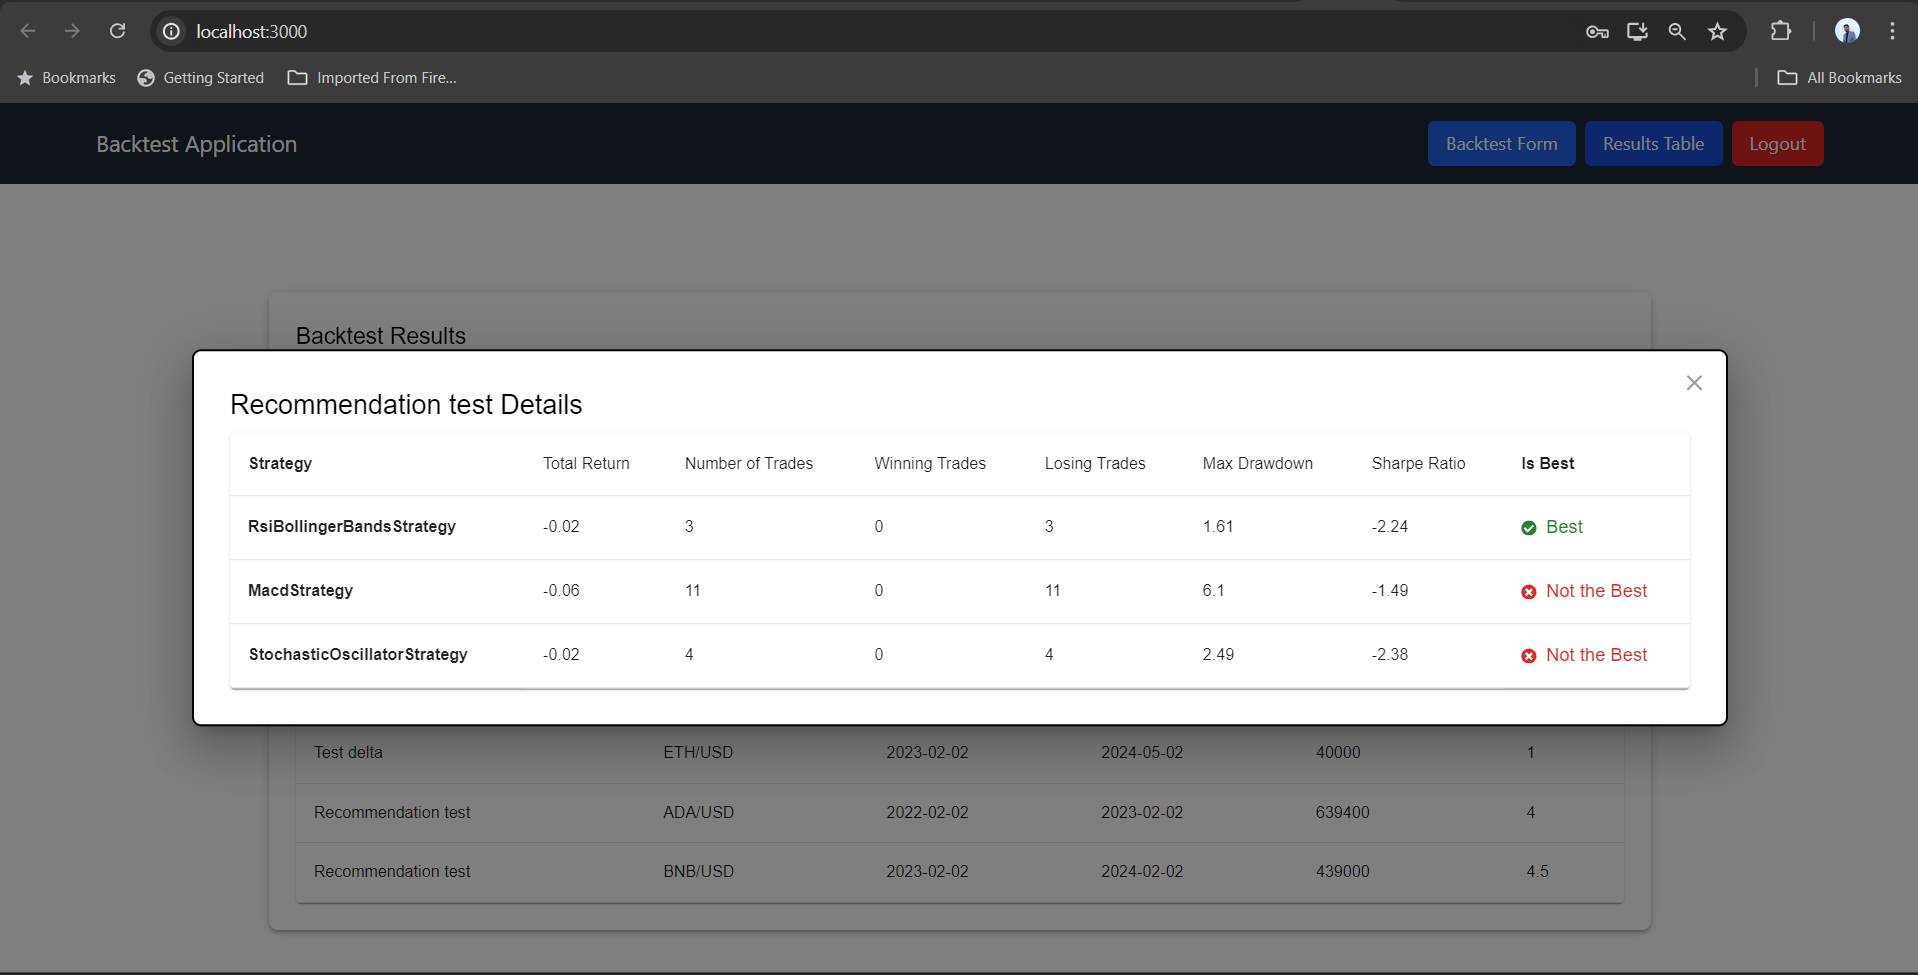 localhost:3000
Bookmarks Getting Started Imported From Fire... All Bookmarks
Backtest Application Backtest Form Results Table Logout
Backtest Results
Recommendation test Details
Strategy Total Return Number of Trades Winning Trades Losing Trades Max Drawdown Sharpe Ratio Is Best
RsiBollingerBandsStrategy -0.02 3 0 3 1.61 -2.24 Best
MacdStrategy -0.06 11 0 11 6.1 -1.49 Not the Best
StochasticOscillatorStrategy -0.02 4 0 4 2.49 -2.38 Not the Best
Test delta ETH/USD 2023-02-02 2024-05-02 40000 1
Recommendation test ADA/USD 2022-02-02 2023-02-02 639400 4
Recommendation test BNB/USD 2023-02-02 2024-02-02 439000 4.5